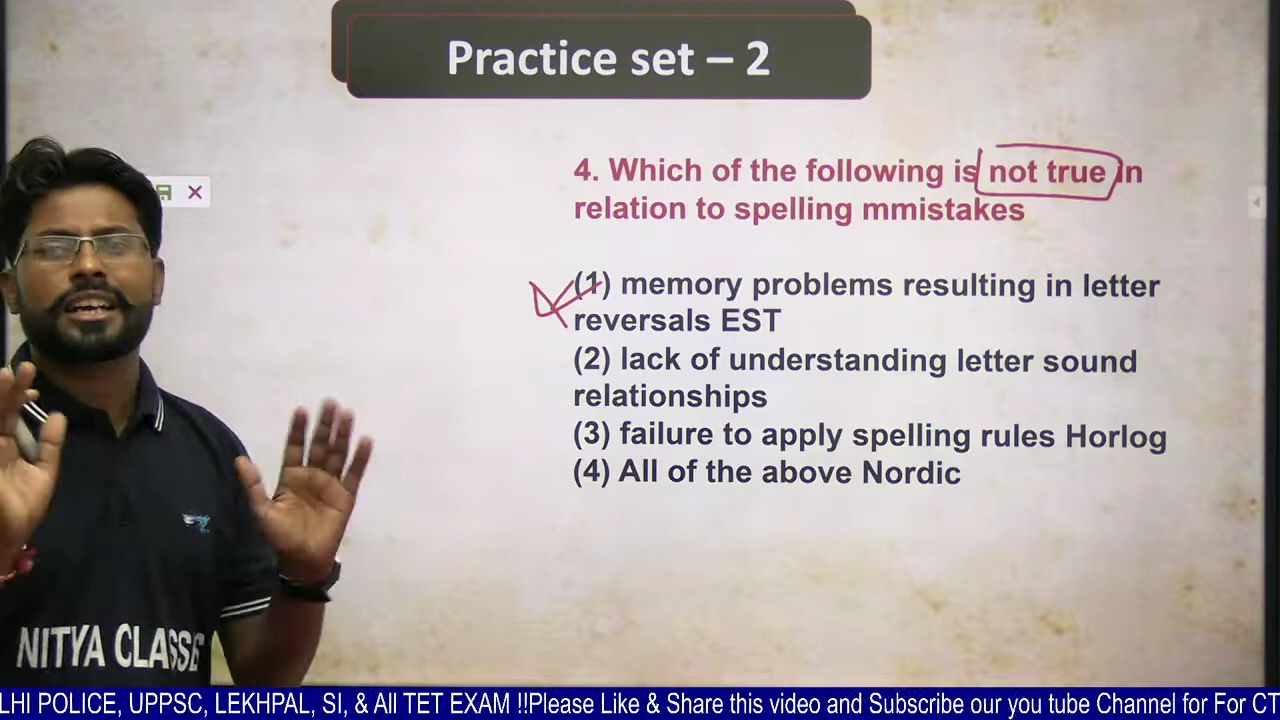 Practice set – 2
4. Which of the following is not true in
relation to spelling mmistakes
(1) memory problems resulting in letter
reversals EST
(2) lack of understanding letter sound
relationships
(3) failure to apply spelling rules Horlog
(4) All of the above Nordic
NITYA CLASSE
LHI POLICE, UPPSC, LEKHPAL, SI, & All TET EXAM !!Please Like & Share this video and Subscribe our you tube Channel for For CT